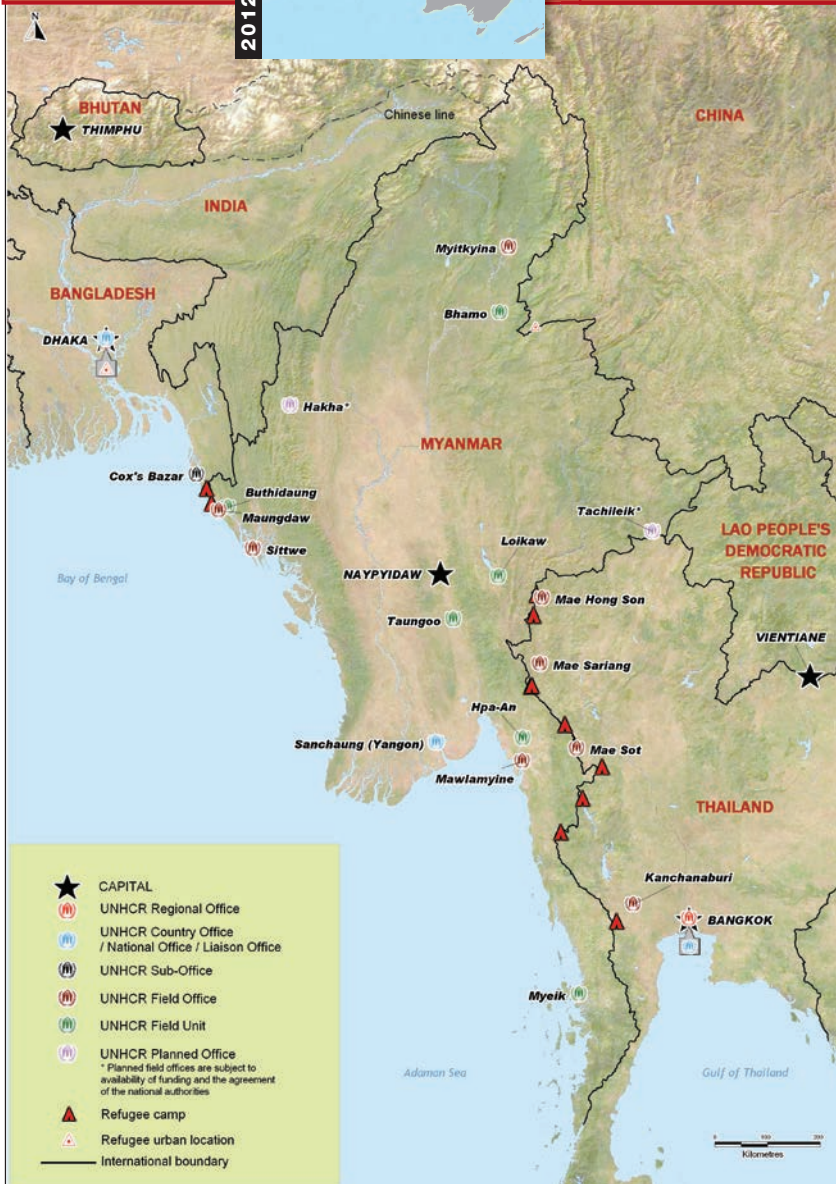 2012
N
BHUTAN
THIMPHU
Chinese line
CHINA
INDIA
Myitkyina
BANGLADESH
Bhamo
DHAKA
Hakha*
MYANMAR
Cox's Bazar
Buthidaung
Maungdaw
Tachileik*
Sittwe
Loikaw
LAO PEOPLE'S
DEMOCRATIC
REPUBLIC
Bay of Bengal
NAYPYIDAW
Mae Hong Son
Taungoo
VIENTIANE
Mae Sariang
Hpa-An
Sanchaung (Yangon)
Mae Sot
Mawlamyine
THAILAND
Kanchanaburi
BANGKOK
Myeik
Adaman Sea
Gulf of Thailand
CAPITAL
UNHCR Regional Office
UNHCR Country Office
/ National Office / Liaison Office
UNHCR Sub-Office
UNHCR Field Office
UNHCR Field Unit
UNHCR Planned Office
* Planned field offices are subject to
availability of funding and the agreement
of the national authorities
Refugee camp
Refugee urban location
International boundary
0 100 200
Kilometres